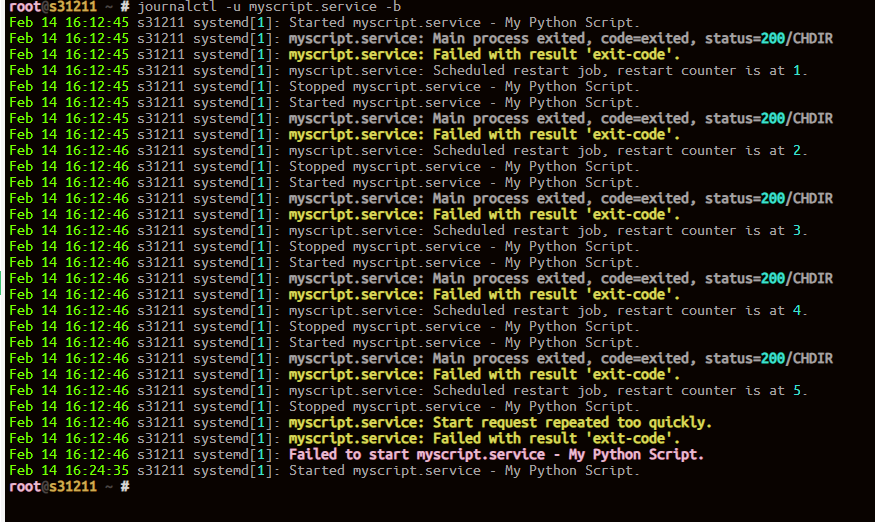 root@s31211 ~ # journalctl -u myscript.service -b
Feb 14 16:12:45 s31211 systemd[1]: Started myscript.service - My Python Script.
Feb 14 16:12:45 s31211 systemd[1]: myscript.service: Main process exited, code=exited, status=200/CHDIR
Feb 14 16:12:45 s31211 systemd[1]: myscript.service: Failed with result 'exit-code'.
Feb 14 16:12:45 s31211 systemd[1]: myscript.service: Scheduled restart job, restart counter is at 1.
Feb 14 16:12:45 s31211 systemd[1]: Stopped myscript.service - My Python Script.
Feb 14 16:12:45 s31211 systemd[1]: Started myscript.service - My Python Script.
Feb 14 16:12:45 s31211 systemd[1]: myscript.service: Main process exited, code=exited, status=200/CHDIR
Feb 14 16:12:45 s31211 systemd[1]: myscript.service: Failed with result 'exit-code'.
Feb 14 16:12:46 s31211 systemd[1]: myscript.service: Scheduled restart job, restart counter is at 2.
Feb 14 16:12:46 s31211 systemd[1]: Stopped myscript.service - My Python Script.
Feb 14 16:12:46 s31211 systemd[1]: Started myscript.service - My Python Script.
Feb 14 16:12:46 s31211 systemd[1]: myscript.service: Main process exited, code=exited, status=200/CHDIR
Feb 14 16:12:46 s31211 systemd[1]: myscript.service: Failed with result 'exit-code'.
Feb 14 16:12:46 s31211 systemd[1]: myscript.service: Scheduled restart job, restart counter is at 3.
Feb 14 16:12:46 s31211 systemd[1]: Stopped myscript.service - My Python Script.
Feb 14 16:12:46 s31211 systemd[1]: Started myscript.service - My Python Script.
Feb 14 16:12:46 s31211 systemd[1]: myscript.service: Main process exited, code=exited, status=200/CHDIR
Feb 14 16:12:46 s31211 systemd[1]: myscript.service: Failed with result 'exit-code'.
Feb 14 16:12:46 s31211 systemd[1]: myscript.service: Scheduled restart job, restart counter is at 4.
Feb 14 16:12:46 s31211 systemd[1]: Stopped myscript.service - My Python Script.
Feb 14 16:12:46 s31211 systemd[1]: Started myscript.service - My Python Script.
Feb 14 16:12:46 s31211 systemd[1]: myscript.service: Main process exited, code=exited, status=200/CHDIR
Feb 14 16:12:46 s31211 systemd[1]: myscript.service: Failed with result 'exit-code'.
Feb 14 16:12:46 s31211 systemd[1]: myscript.service: Scheduled restart job, restart counter is at 5.
Feb 14 16:12:46 s31211 systemd[1]: Stopped myscript.service - My Python Script.
Feb 14 16:12:46 s31211 systemd[1]: myscript.service: Start request repeated too quickly.
Feb 14 16:12:46 s31211 systemd[1]: myscript.service: Failed with result 'exit-code'.
Feb 14 16:12:46 s31211 systemd[1]: Failed to start myscript.service - My Python Script.
Feb 14 16:24:35 s31211 systemd[1]: Started myscript.service - My Python Script.
root@s31211 ~ #